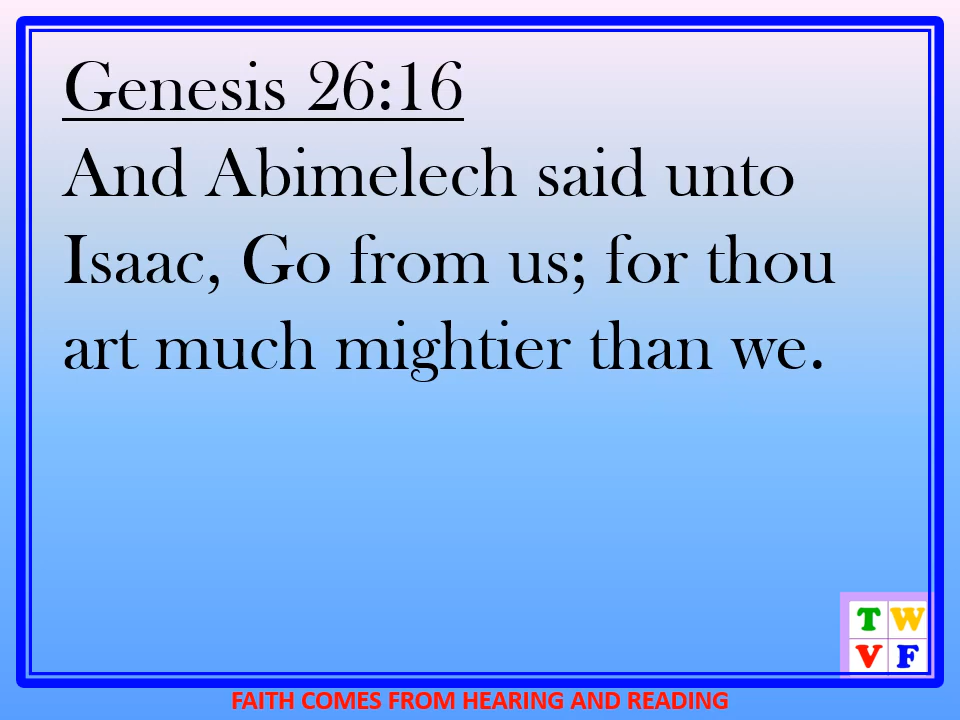 Genesis 26:16
And Abimelech said unto
Isaac, Go from us; for thou
art much mightier than we.
T W
V F
FAITH COMES FROM HEARING AND READING